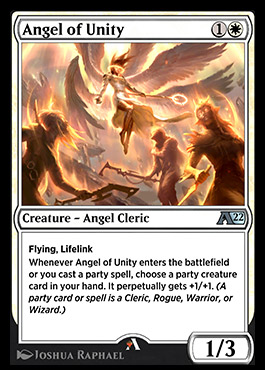 Angel of Unity 1
Creature – Angel Cleric A22
Flying, Lifelink
Whenever Angel of Unity enters the battlefield
or you cast a party spell, choose a party creature
card in your hand. It perpetually gets +1/+1. (A
party card or spell is a Cleric, Rogue, Warrior, or
Wizard.)
Joshua Raphael
1/3